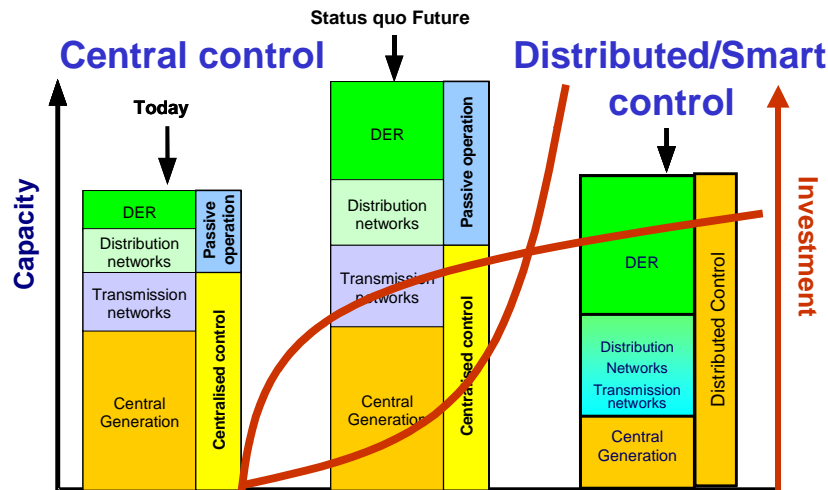 Status quo Future
Central control
Distributed/Smart
control
Today
Capacity
Investment
DER
Distribution
networks
Transmission
networks
Central
Generation
Passive
operation
Centralised control
DER
Distribution
networks
Transmission
networks
Central
Generation
Passive operation
Centralised control
DER
Distribution
Networks
Transmission
networks
Central
Generation
Distributed Control